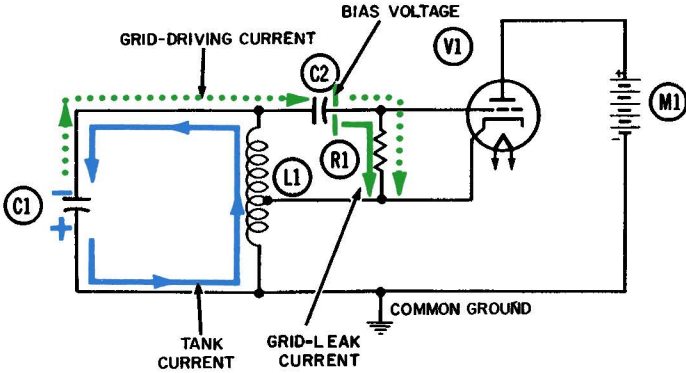 BIAS VOLTAGE
GRID-DRIVING CURRENT
V1
C2
M1
R1
L1
C1
COMMON GROUND
TANK
CURRENT
GRID-LEAK
CURRENT